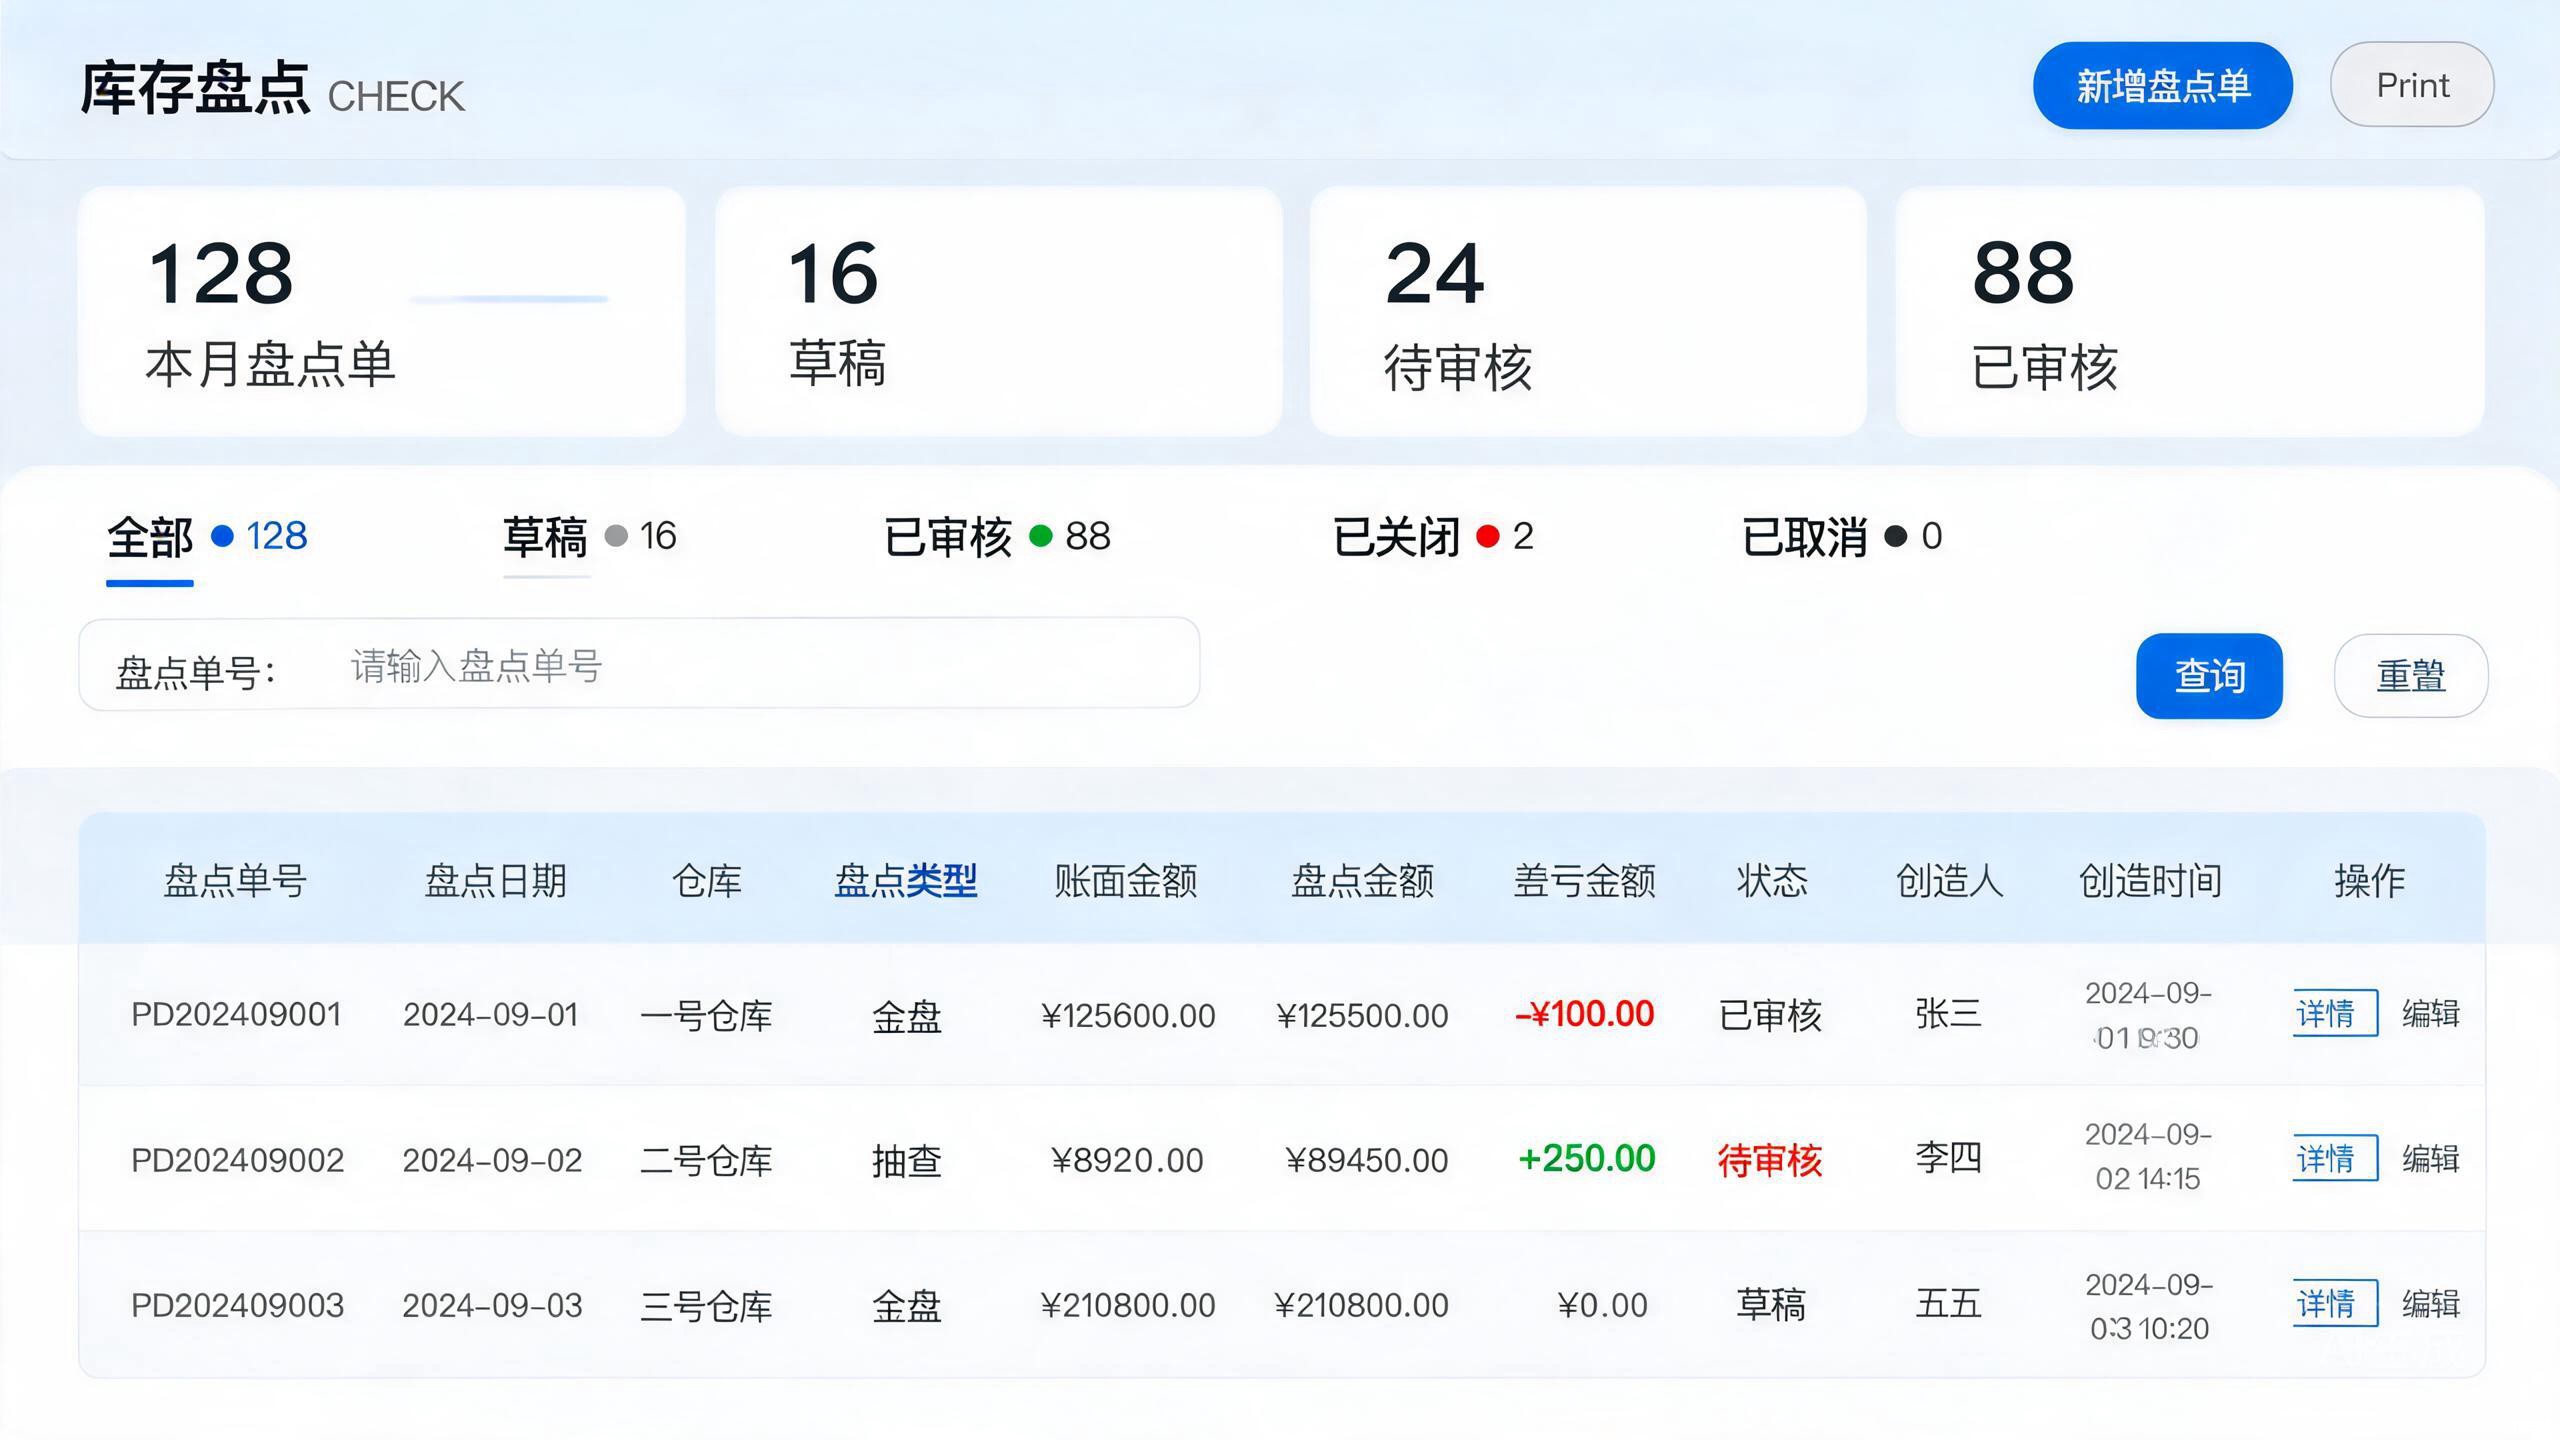 库存盘点 CHECK
新增盘点单
Print
128
本月盘点单
16
草稿
24
待审核
88
已审核
全部 128
草稿 16
已审核 88
已关闭 2
已取消 0
盘点单号: 请输入盘点单号
查询
重置
盘点单号 盘点日期 仓库 盘点类型 账面金额 盘点金额 盖亏金额 状态 创造人 创造时间 操作
PD202409001 2024-09-01 一号仓库 金盘 ¥125600.00 ¥125500.00 -¥100.00 已审核 张三 2024-09-
01 详情 编辑
PD202409002 2024-09-02 二号仓库 抽查 ¥8920.00 ¥89450.00 +250.00 待审核 李四 2024-09-
02 14:15 详情 编辑
PD202409003 2024-09-03 三号仓库 金盘 ¥210800.00 ¥210800.00 ¥0.00 草稿 五五 2024-09-
03 10:20 详情 编辑